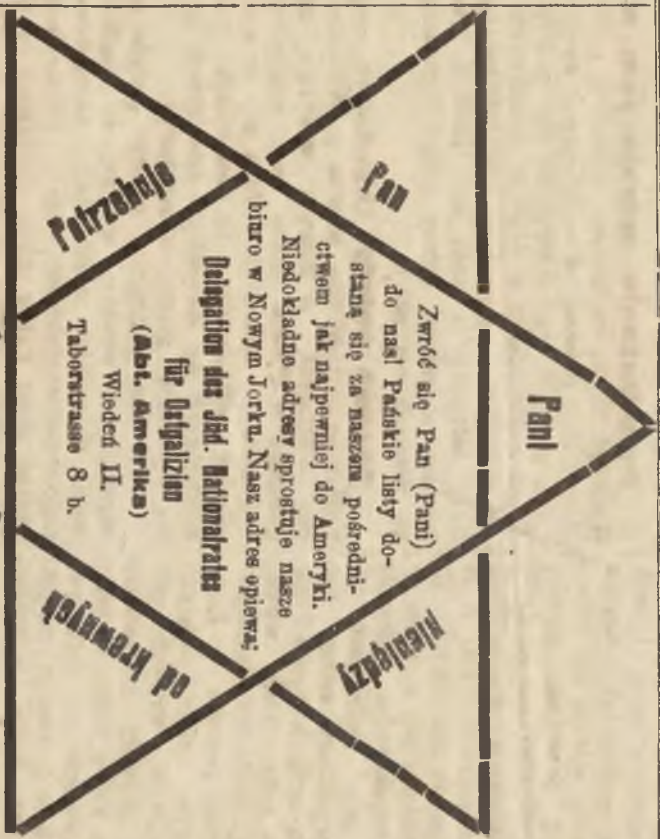 Pan
Pani
Potrzebuje
pieniędzy
od krewnych
Zwróć się Pan (Pani)
do nas! Pańskie listy do-
staną się za naszem pośredni-
ctwem jak najpewniej do Ameryki.
Niedokładne adresy sprostuje nasze
biuro w Nowym Jorku. Nasz adres opiewa:
Delegation des Jüd. Nationalrates
für Ostgalizien
(Abt. Amerika)
Wiedeń II.
Taborstrasse 8 b.